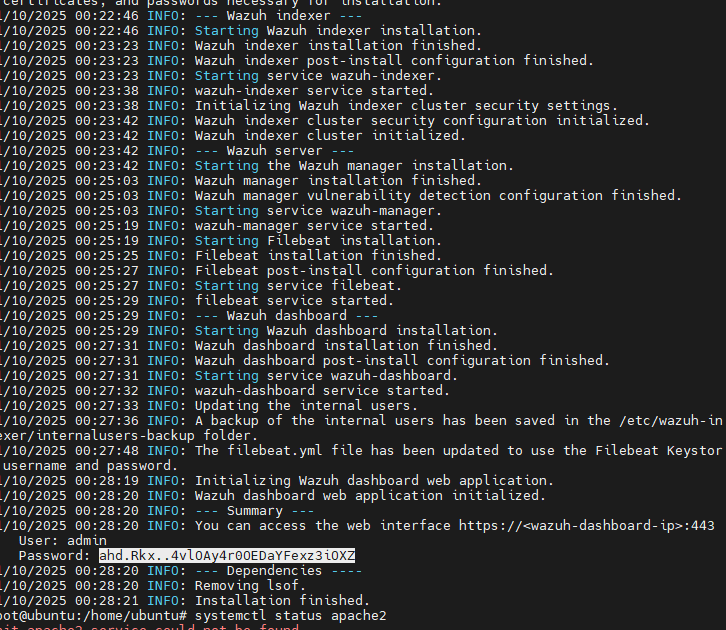 certificates, and passwords necessary for installation.
1/10/2025 00:22:46 INFO: --- Wazuh indexer ---
1/10/2025 00:22:46 INFO: Starting Wazuh indexer installation.
1/10/2025 00:23:23 INFO: Wazuh indexer installation finished.
1/10/2025 00:23:23 INFO: Wazuh indexer post-install configuration finished.
1/10/2025 00:23:23 INFO: Starting service wazuh-indexer.
1/10/2025 00:23:38 INFO: wazuh-indexer service started.
1/10/2025 00:23:38 INFO: Initializing Wazuh indexer cluster security settings.
1/10/2025 00:23:42 INFO: Wazuh indexer cluster security configuration initialized.
1/10/2025 00:23:42 INFO: Wazuh indexer cluster initialized.
1/10/2025 00:23:42 INFO: --- Wazuh server ---
1/10/2025 00:23:42 INFO: Starting the Wazuh manager installation.
1/10/2025 00:25:03 INFO: Wazuh manager installation finished.
1/10/2025 00:25:03 INFO: Wazuh manager vulnerability detection configuration finished.
1/10/2025 00:25:03 INFO: Starting service wazuh-manager.
1/10/2025 00:25:19 INFO: wazuh-manager service started.
1/10/2025 00:25:19 INFO: Starting Filebeat installation.
1/10/2025 00:25:25 INFO: Filebeat installation finished.
1/10/2025 00:25:27 INFO: Filebeat post-install configuration finished.
1/10/2025 00:25:27 INFO: Starting service filebeat.
1/10/2025 00:25:29 INFO: filebeat service started.
1/10/2025 00:25:29 INFO: --- Wazuh dashboard ---
1/10/2025 00:25:29 INFO: Starting Wazuh dashboard installation.
1/10/2025 00:27:31 INFO: Wazuh dashboard installation finished.
1/10/2025 00:27:31 INFO: Wazuh dashboard post-install configuration finished.
1/10/2025 00:27:31 INFO: Starting service wazuh-dashboard.
1/10/2025 00:27:32 INFO: wazuh-dashboard service started.
1/10/2025 00:27:33 INFO: Updating the internal users.
1/10/2025 00:27:36 INFO: A backup of the internal users has been saved in the /etc/wazuh-in
exer/internalusers-backup folder.
1/10/2025 00:27:48 INFO: The filebeat.yml file has been updated to use the Filebeat Keystor
username and password.
1/10/2025 00:28:19 INFO: Initializing Wazuh dashboard web application.
1/10/2025 00:28:20 INFO: Wazuh dashboard web application initialized.
1/10/2025 00:28:20 INFO: --- Summary ---
1/10/2025 00:28:20 INFO: You can access the web interface https://<wazuh-dashboard-ip>:443
User: admin
Password: ahd.Rkx..4vlOAy4r0OEDaYFexz3iOXZ
1/10/2025 00:28:20 INFO: --- Dependencies ----
1/10/2025 00:28:20 INFO: Removing lsof.
1/10/2025 00:28:21 INFO: Installation finished.
oot@ubuntu:/home/ubuntu# systemctl status apache2
nit apache2.service could not be found.